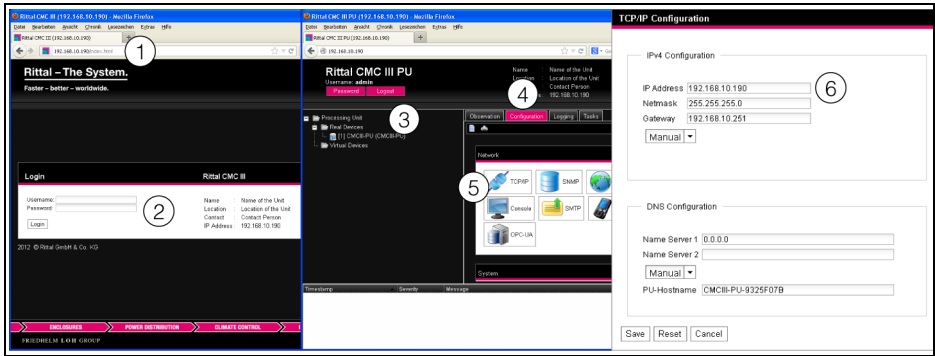 Rittal CMC III (192.168.10.190) - Mozilla Firefox
Datei Bearbeiten Ansicht Chronik Lesezeichen Extras Hilfe
Rittal CMC III (192.168.10.190)
+
192.168.10.190/index.html
1
Rittal – The System.
Faster – better – worldwide.
Login
Rittal CMC III
Username:
Password:
Login
2
Name : Name of the Unit
Location : Location of the Unit
Contact : Contact Person
IP Address : 192.168.10.190
2012 © Rittal GmbH & Co. KG
ENCLOSURES
POWER DISTRIBUTION
CLIMATE CONTROL
FRIEDHELM LOH GROUP
Rittal CMC III PU (192.168.10.190) - Mozilla Firefox
Datei Bearbeiten Ansicht Chronik Lesezeichen Extras Hilfe
Rittal CMC III PU (192.168.10.190)
+
192.168.10.190
Rittal CMC III PU
Username: admin
Password
Logout
Name : Name of the Unit
Location : Location of the Unit
Contact Person
192.168.10.190
4
3
Processing Unit
Real Devices
[1] CMCIII-PU (CMCIII-PU)
Virtual Devices
Observation
Configuration
Logging
Tasks
Network
5
TCP/IP
SNMP
Console
SMTP
OPC-UA
System
Timestamp
Severity
Message
TCP/IP Configuration
IPv4 Configuration
IP Address 192.168.10.190
6
Netmask 255.255.255.0
Gateway 192.168.10.251
Manual
DNS Configuration
Name Server 1 0.0.0.0
Name Server 2
Manual
PU-Hostname CMCIII-PU-9325F07B
Save
Reset
Cancel